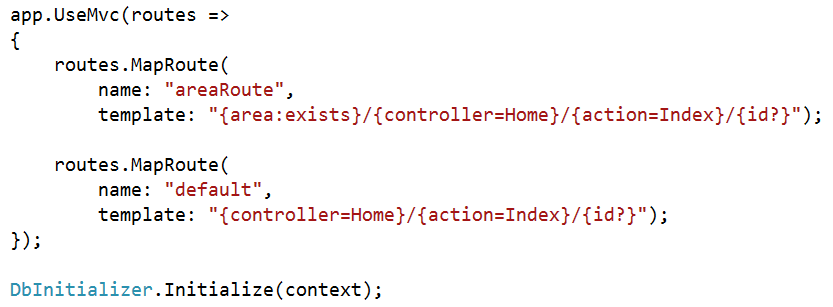 app.UseMvc(routes =>
{
    routes.MapRoute(
        name: "areaRoute",
        template: "{area:exists}/{controller=Home}/{action=Index}/{id?}");

    routes.MapRoute(
        name: "default",
        template: "{controller=Home}/{action=Index}/{id?}");
});

DbInitializer.Initialize(context);